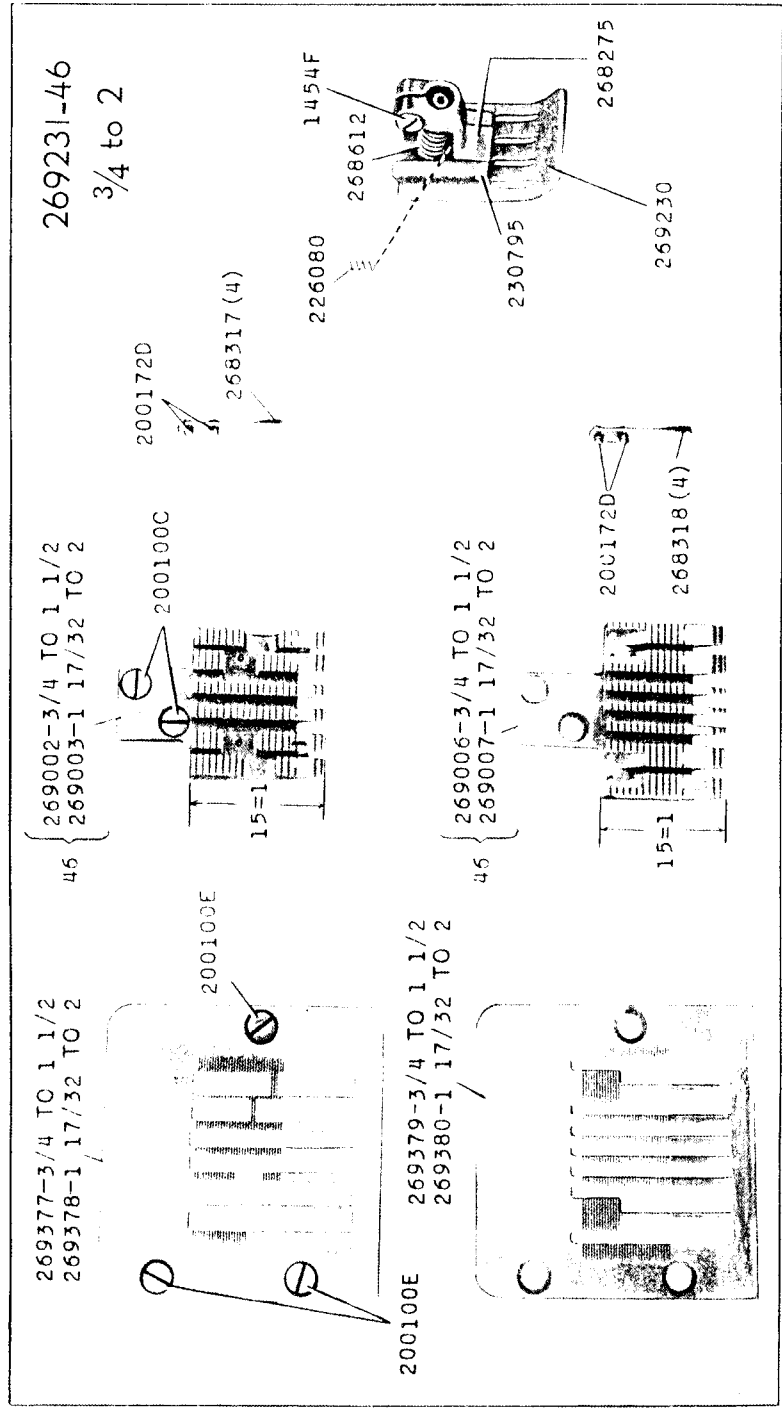 269377-3/4 TO 1 1/2
269378-1 17/32 TO 2
200100E
200100E
46
269002-3/4 TO 1 1/2
269003-1 17/32 TO 2
200100C
15=1
200172D
268317(4)
269231-46
3/4 to 2
226080
268612
1454F
230795
269230
268275
269379-3/4 TO 1 1/2
269380-1 17/32 TO 2
46
269006-3/4 TO 1 1/2
269007-1 17/32 TO 2
15=1
200172D
268318(4)